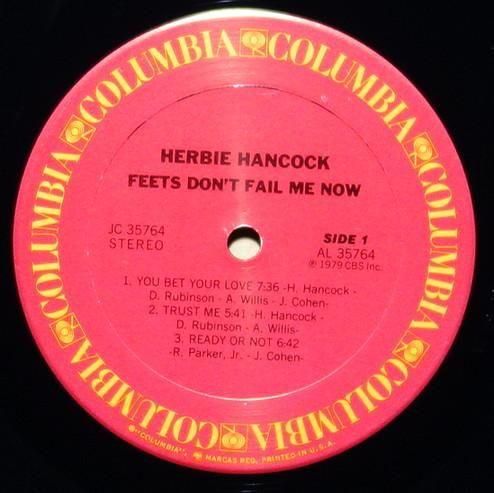 COLUMBIA COLUMBIA COLUMBIA COLUMBIA COLUMBIA COLUMBIA
HERBIE HANCOCK
FEETS DON'T FAIL ME NOW
JC 35764
STEREO
SIDE 1
AL 35764
℗ 1979 CBS Inc.
1. YOU BET YOUR LOVE 7:36 -H. Hancock -
D. Rubinson - A. Willis - J. Cohen-
2. TRUST ME 5:41 -H. Hancock -
D. Rubinson - A. Willis-
3. READY OR NOT 6:42
-R. Parker, Jr. - J. Cohen-
"COLUMBIA", MARCAS REG. PRINTED IN U.S.A.